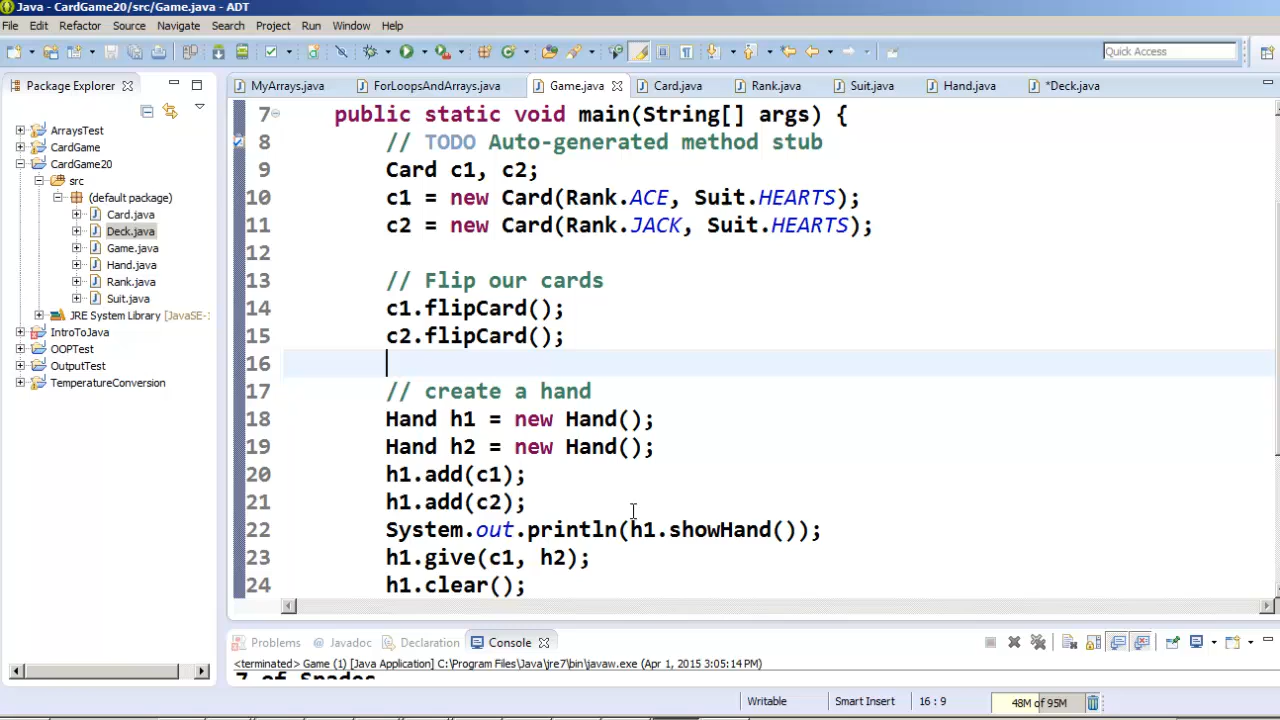 Java - CardGame20/src/Game.java - ADT
File Edit Refactor Source Navigate Search Project Run Window Help
Quick Access
Package Explorer
MyArrays.java ForLoopsAndArrays.java Game.java Card.java Rank.java Suit.java Hand.java *Deck.java
ArraysTest
CardGame
CardGame20
src
(default package)
Card.java
Deck.java
Game.java
Hand.java
Rank.java
Suit.java
JRE System Library [JavaSE-1
IntroToJava
OOPTest
OutputTest
TemperatureConversion
7 public static void main(String[] args) {
8 // TODO Auto-generated method stub
9 Card c1, c2;
10 c1 = new Card(Rank.ACE, Suit.HEARTS);
11 c2 = new Card(Rank.JACK, Suit.HEARTS);
12
13 // Flip our cards
14 c1.flipCard();
15 c2.flipCard();
16
17 // create a hand
18 Hand h1 = new Hand();
19 Hand h2 = new Hand();
20 h1.add(c1);
21 h1.add(c2);
22 System.out.println(h1.showHand());
23 h1.give(c1, h2);
24 h1.clear();
Problems Javadoc Declaration Console
<terminated> Game (1) [Java Application] C:\Program Files\Java\jre7\bin\javaw.exe (Apr 1, 2015 3:05:14 PM)
7 of Spades
Writable Smart Insert 16 : 9 48M of 95M